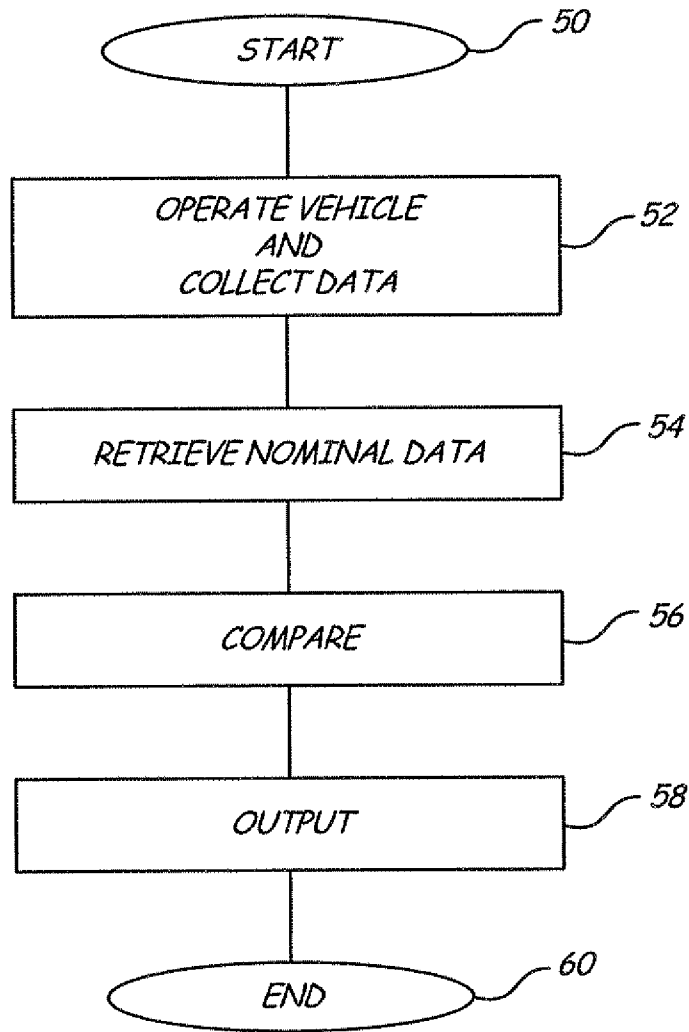 START
50
OPERATE VEHICLE
AND
COLLECT DATA
52
RETRIEVE NOMINAL DATA
54
COMPARE
56
OUTPUT
58
END
60